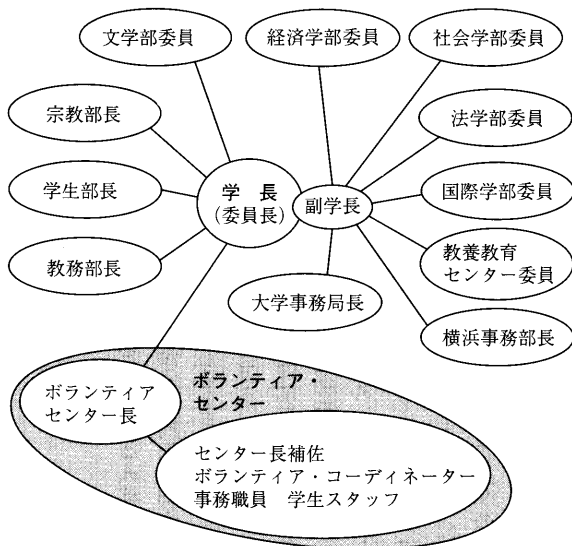 文学部委員
経済学部委員
社会学部委員
宗教部長
法学部委員
学生部長
学　長
（委員長）
副学長
国際学部委員
教務部長
教養教育
センター委員
大学事務局長
横浜事務部長
ボランティア・
センター
ボランティア
センター長
センター長補佐
ボランティア・コーディネーター
事務職員　学生スタッフ